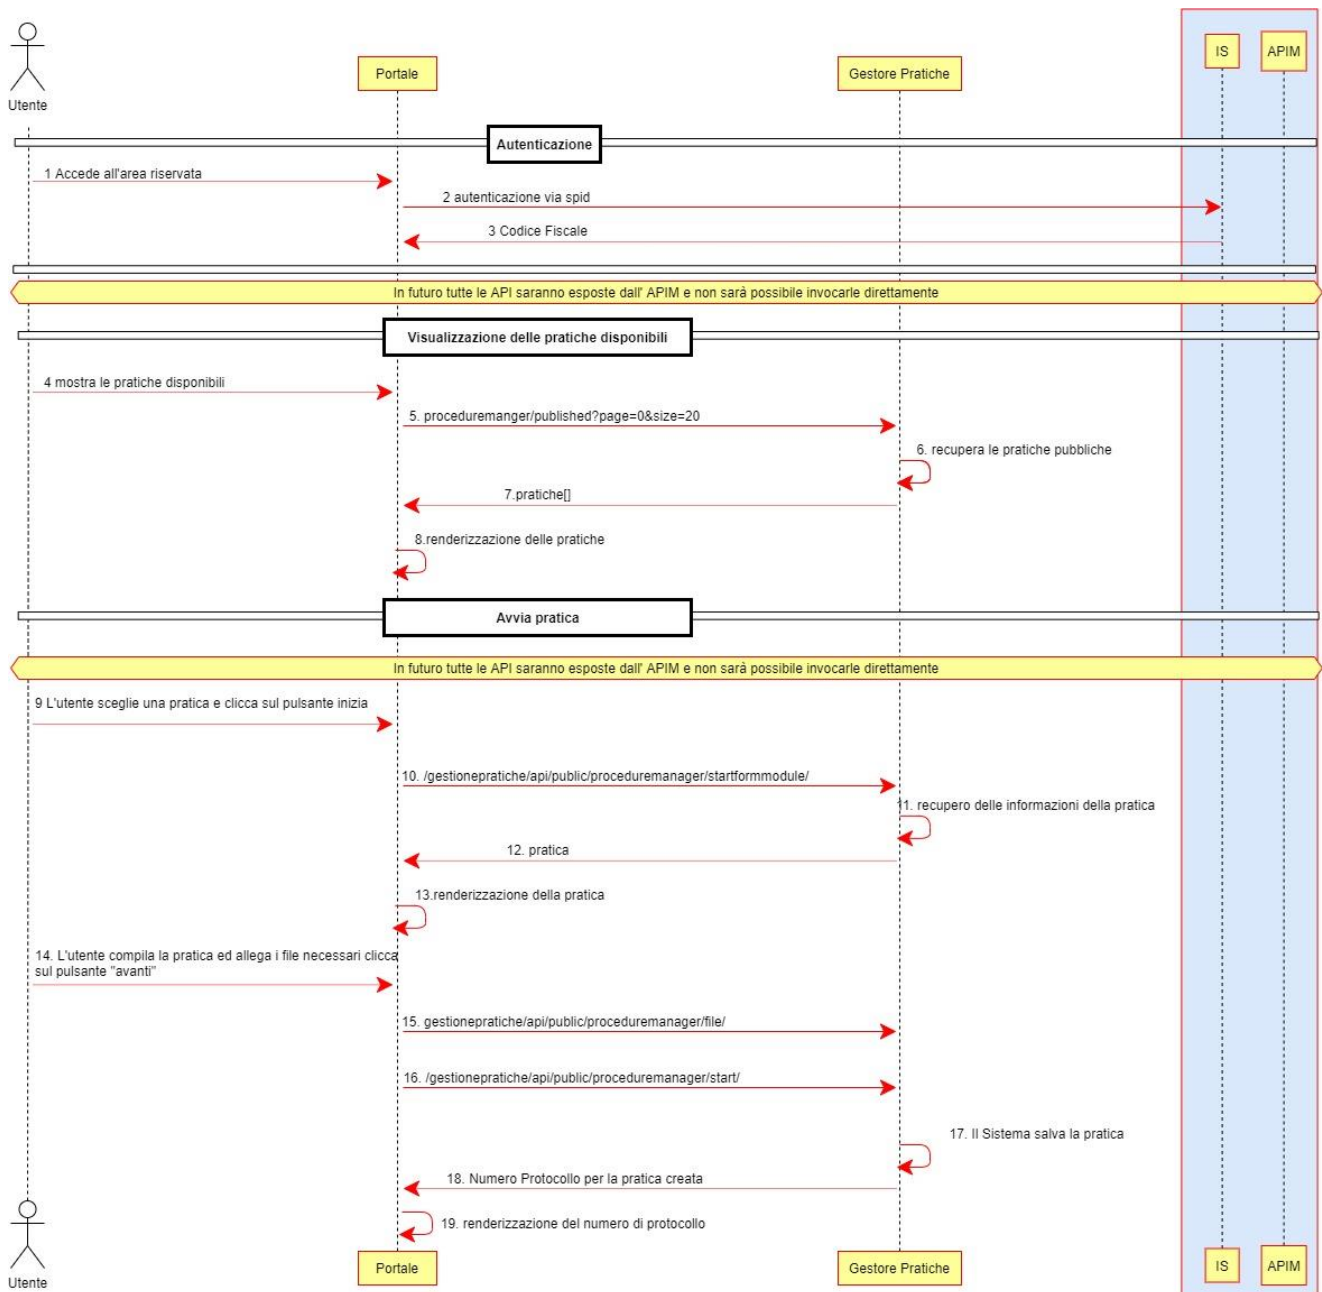 Utente
Portale
Gestore Pratiche
IS
APIM
Autenticazione
1 Accede all'area riservata
2 autenticazione via spid
3 Codice Fiscale
In futuro tutte le API saranno esposte dall' APIM e non sarà possibile invocarle direttamente
Visualizzazione delle pratiche disponibili
4 mostra le pratiche disponibili
5. proceduremanger/published?page=0&size=20
6. recupera le pratiche pubbliche
7.pratiche[]
8.renderizzazione delle pratiche
Avvia pratica
In futuro tutte le API saranno esposte dall' APIM e non sarà possibile invocarle direttamente
9 L'utente sceglie una pratica e clicca sul pulsante inizia
10. /gestionepratiche/api/public/proceduremanager/startformmodule/
11. recupero delle informazioni della pratica
12. pratica
13.renderizzazione della pratica
14. L'utente compila la pratica ed allega i file necessari clicca
sul pulsante "avanti"
15. gestionepratiche/api/public/proceduremanager/file/
16. /gestionepratiche/api/public/proceduremanager/start/
17. Il Sistema salva la pratica
18. Numero Protocollo per la pratica creata
19. renderizzazione del numero di protocollo
Utente
Portale
Gestore Pratiche
IS
APIM